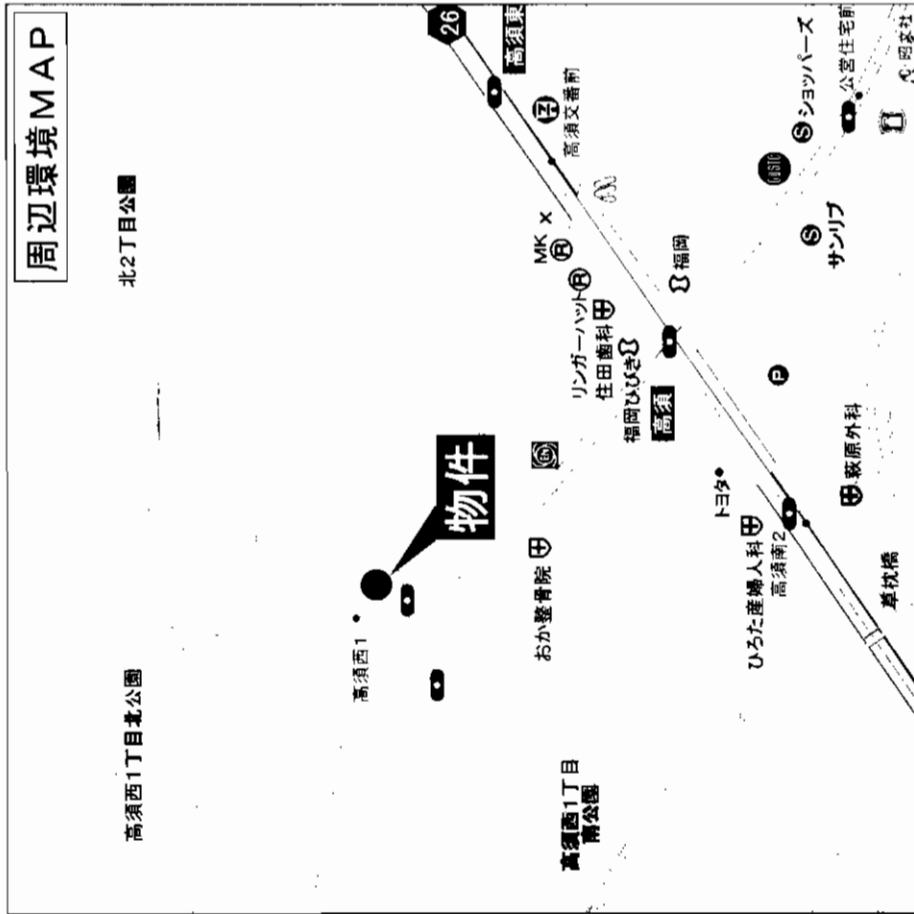 周辺環境MAP
高須西1丁目北公園
北2丁目公園
26
高須東
高須西1
物件
高須交番前
MK
リンガーハット
住田歯科
福岡ひびき
高須
福岡
おか整骨院
高須西1丁目
南公園
トヨタ
ひろた産婦人科
高須南2
萩原外科
草枕橋
P
S サンリブ
S ショッパーズ
公営住宅前
昭文社